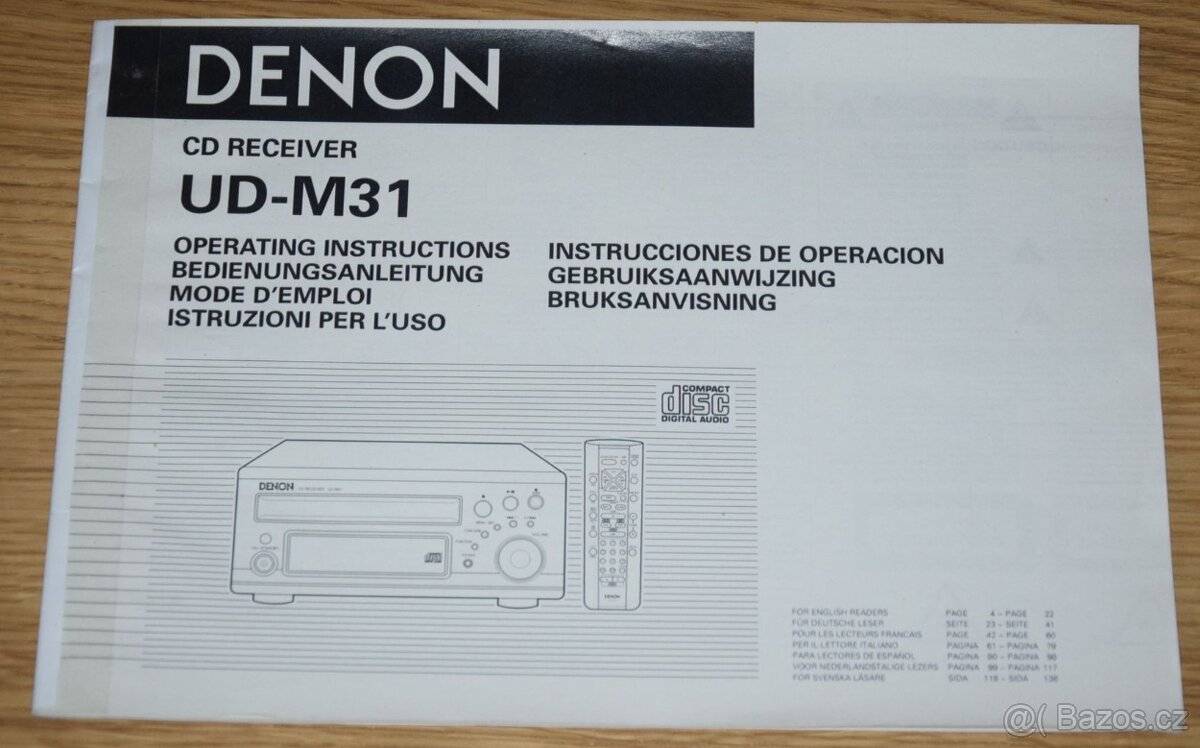 DENON
CD RECEIVER
UD-M31
OPERATING INSTRUCTIONS
BEDIENUNGSANLEITUNG
MODE D'EMPLOI
ISTRUZIONI PER L'USO
INSTRUCCIONES DE OPERACION
GEBRUIKSAANWIJZING
BRUKSANVISNING
COMPACT
disc
DIGITAL AUDIO
DENON
VOLUME
DENON
FOR ENGLISH READERS PAGE 4 – PAGE 22
FÜR DEUTSCHE LESER SEITE 23 – SEITE 41
POUR LES LECTEURS FRANCAIS PAGE 42 – PAGE 60
PER IL LETTORE ITALIANO PAGINA 61 – PAGINA 79
PARA LECTORES DE ESPAÑOL PAGINA 80 – PAGINA 98
VOOR NEDERLANDSTALIGE LEZERS PAGINA 99 – PAGINA 117
FOR SVENSKA LÄSARE SIDA 118 – SIDA 136
@( Bazos.cz